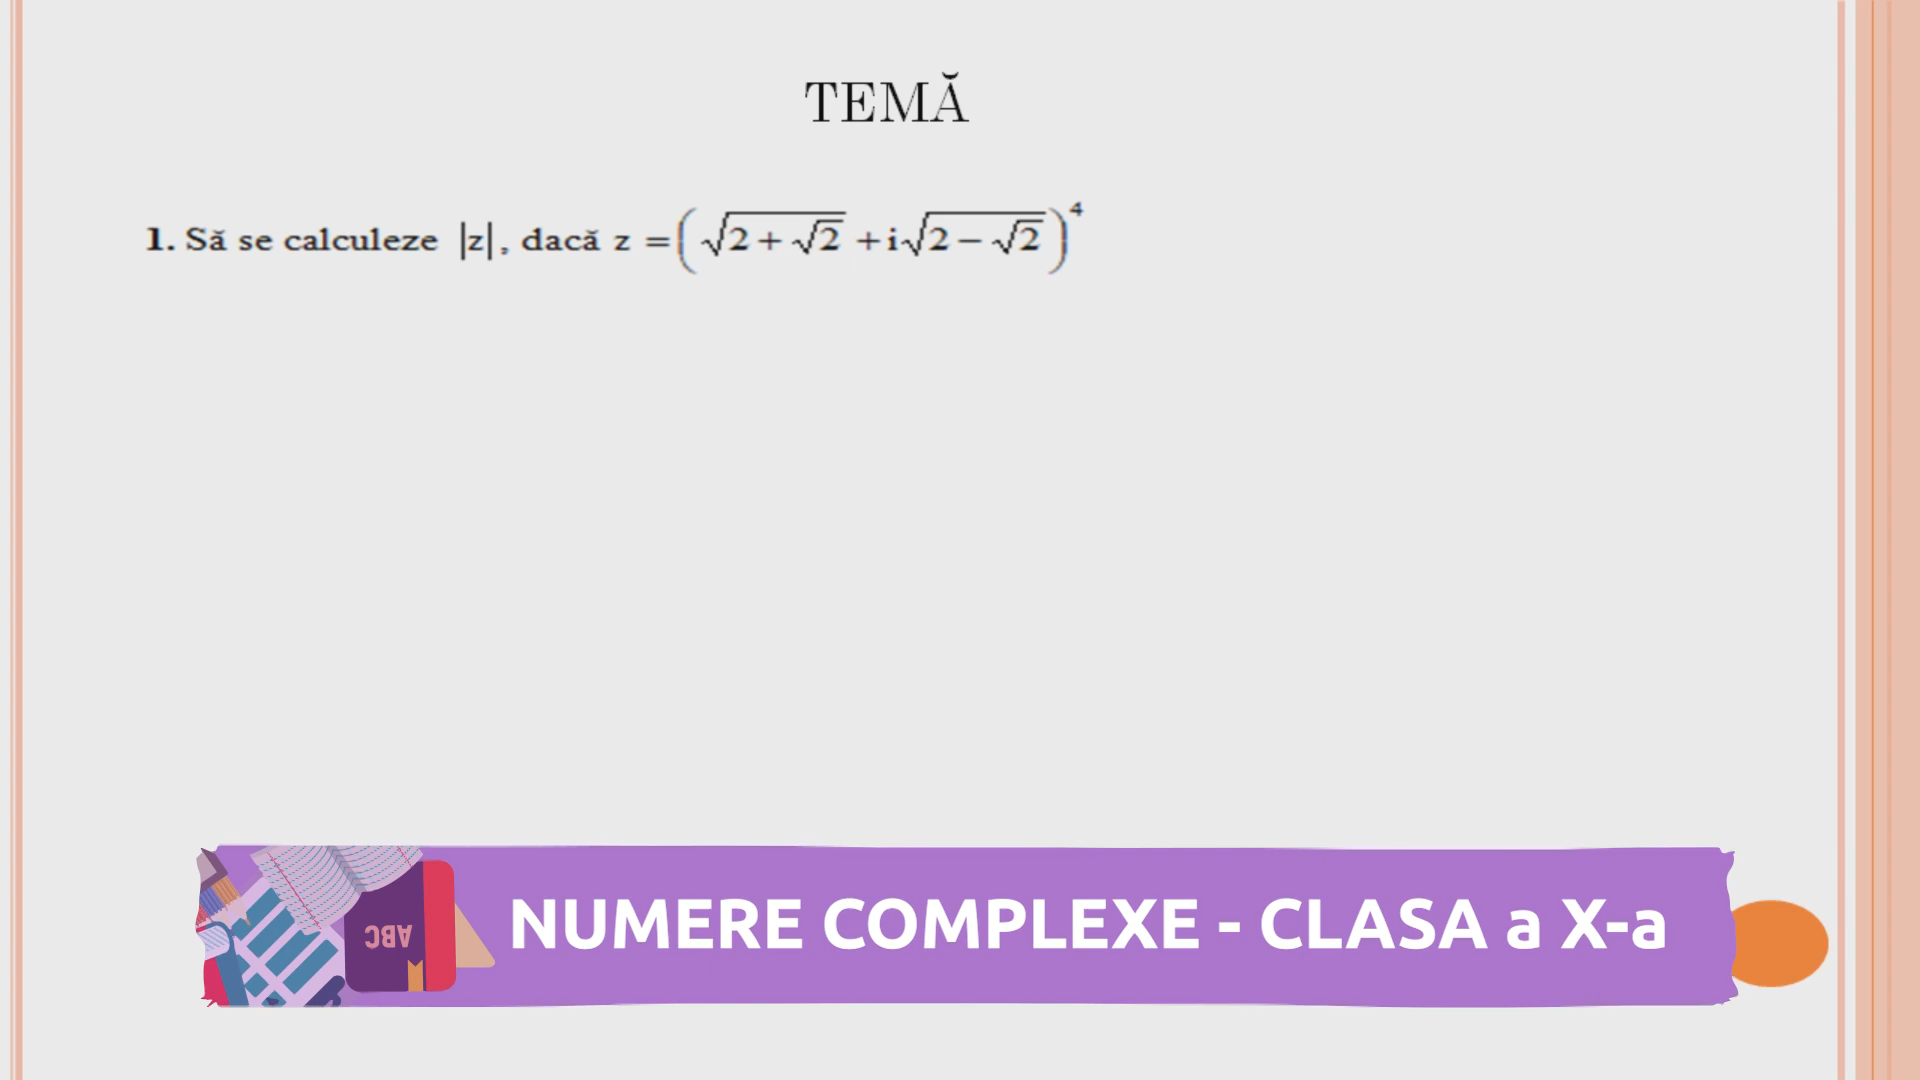 TEMĂ
1. Să se calculeze |z|, dacă z = (√(2+√2) + i√(2−√2))⁴
ABC
NUMERE COMPLEXE - CLASA a X-a